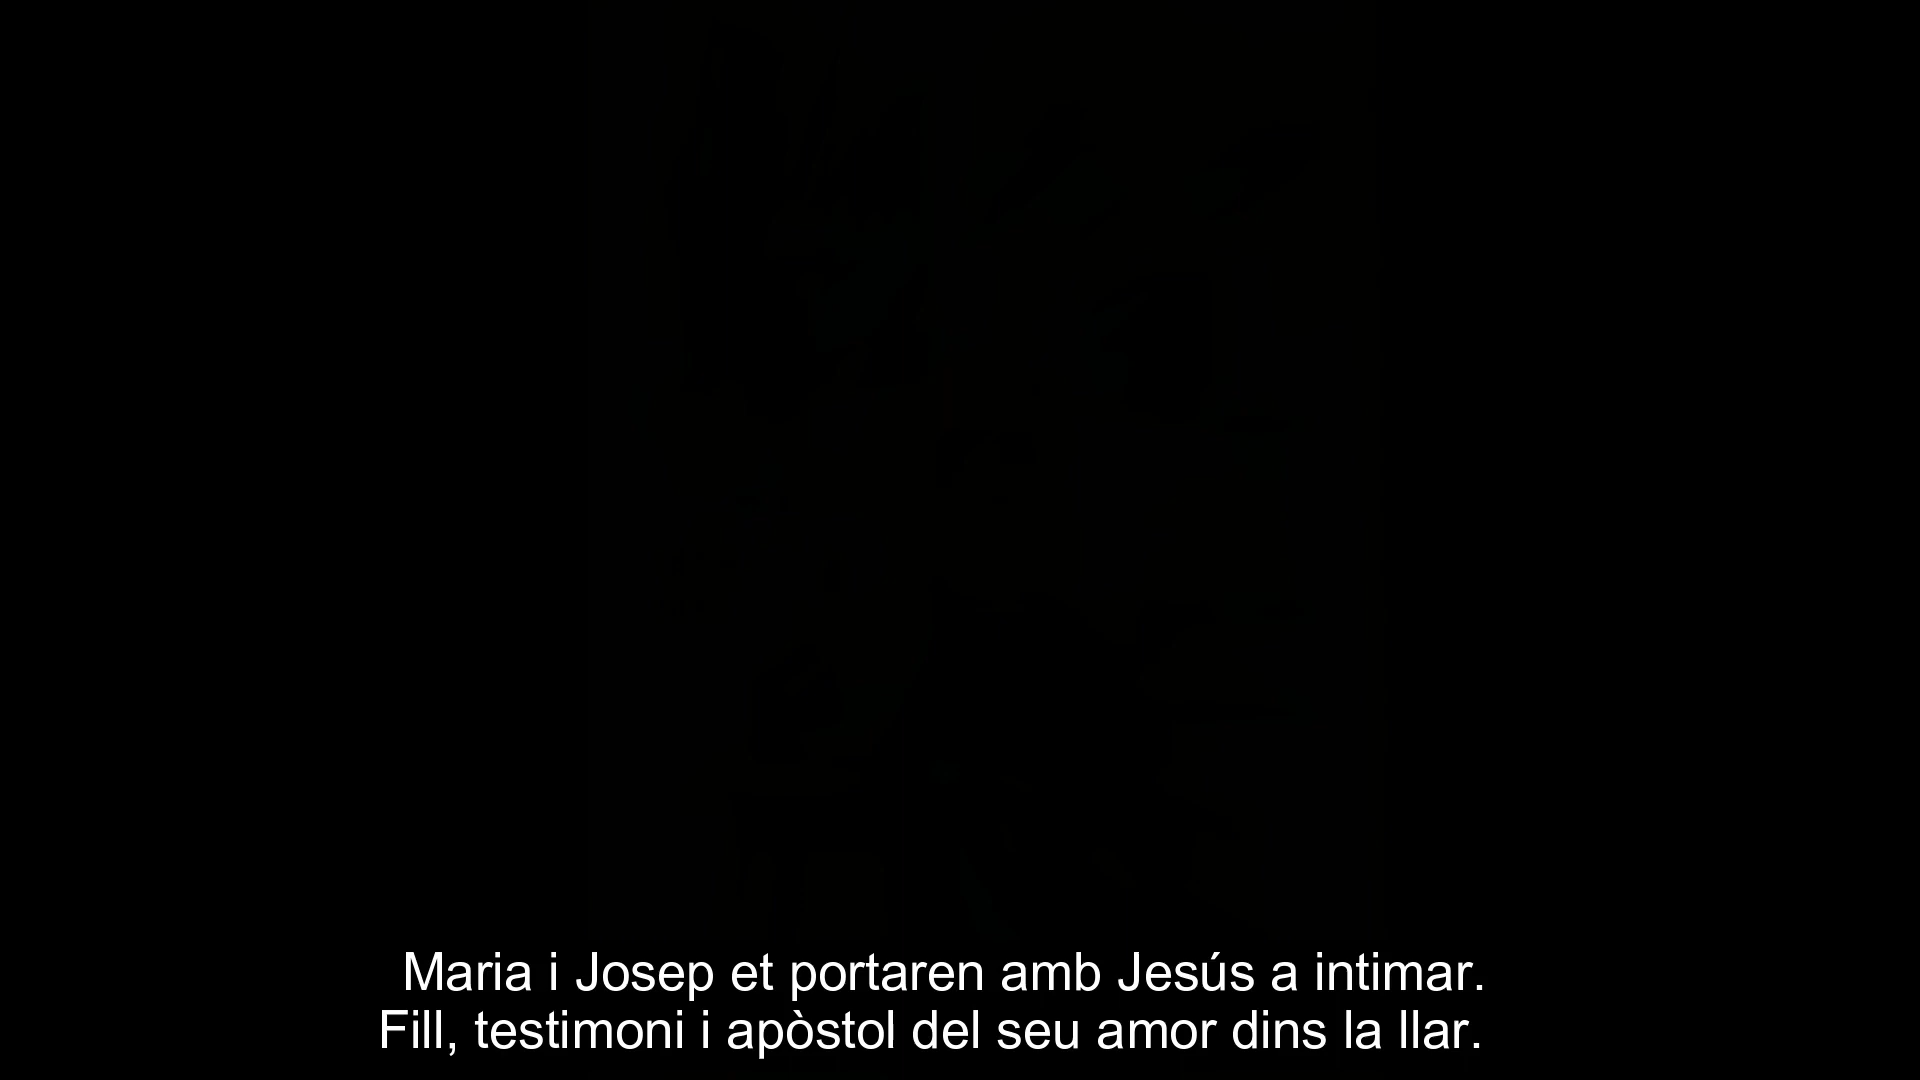 Maria i Josep et portaren amb Jesús a intimar.
Fill, testimoni i apòstol del seu amor dins la llar.